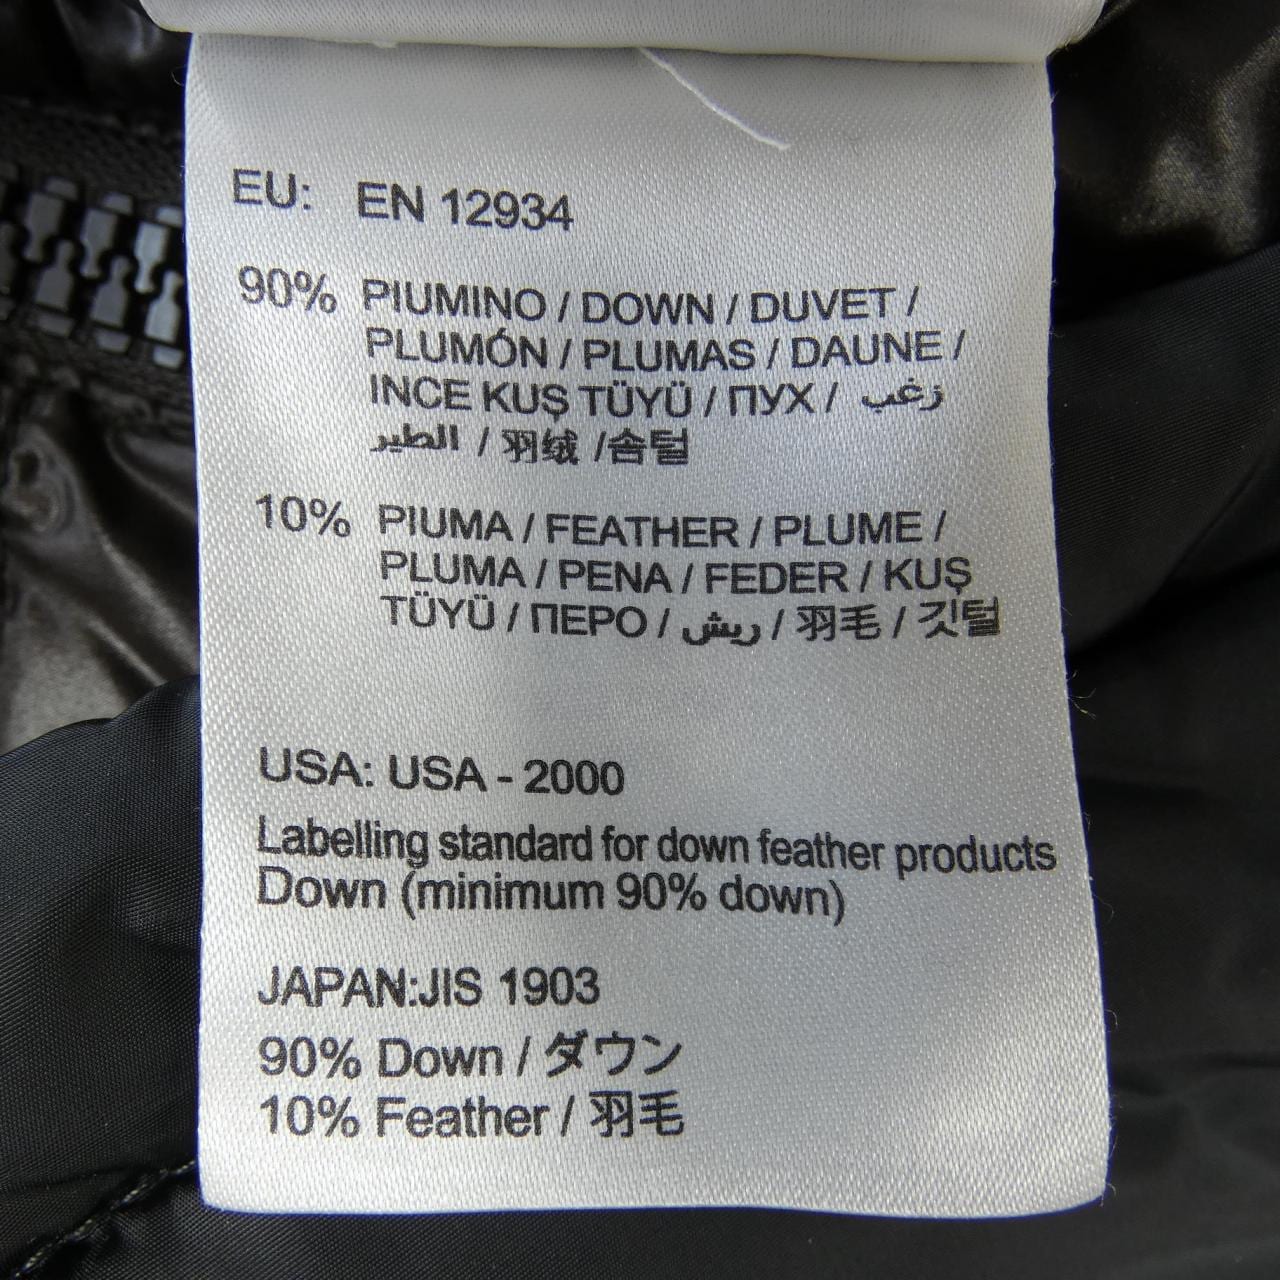 EU: EN 12934
90% PIUMINO / DOWN / DUVET /
PLUMÓN / PLUMAS / DAUNE /
INCE KUŞ TÜYÜ / ПУХ / زغب
الطير / 羽绒 /솜털
10% PIUMA / FEATHER / PLUME /
PLUMA / PENA / FEDER / KUŞ
TÜYÜ / ПЕРО / ريش / 羽毛 / 깃털
USA: USA - 2000
Labelling standard for down feather products
Down (minimum 90% down)
JAPAN:JIS 1903
90% Down / ダウン
10% Feather / 羽毛